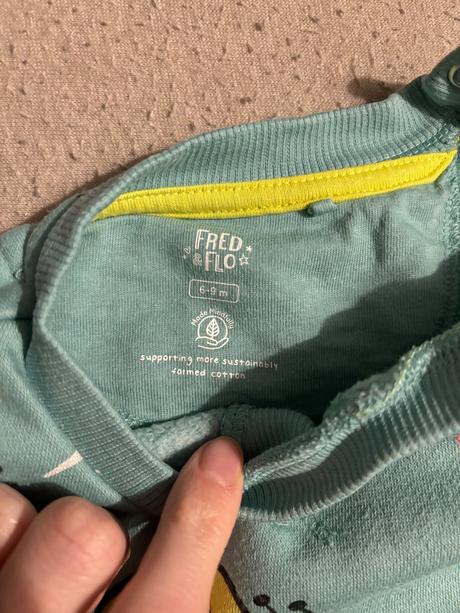 FRED
& FLO
6-9 m
Made Mindfully
supporting more sustainably
farmed cotton